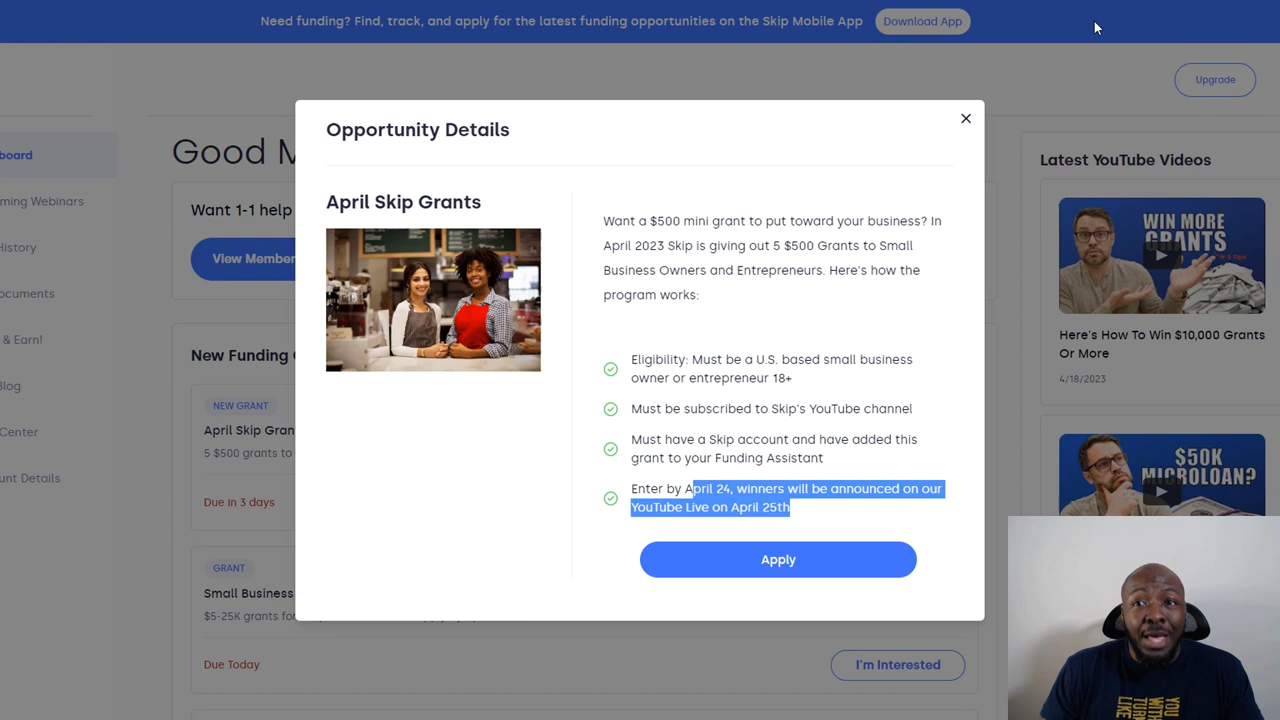 Need funding? Find, track, and apply for the latest funding opportunities on the Skip Mobile App
Download App
Upgrade
board
ming Webinars
History
ocuments
& Earn!
Blog
Center
unt Details
Good M
Want 1-1 help
View Member
New Funding
NEW GRANT
April Skip Gran
5 $500 grants to
Due in 3 days
GRANT
Small Business
$5-25K grants for
Due Today
I'm Interested
Opportunity Details
April Skip Grants
Want a $500 mini grant to put toward your business? In
April 2023 Skip is giving out 5 $500 Grants to Small
Business Owners and Entrepreneurs. Here's how the
program works:
Eligibility: Must be a U.S. based small business
owner or entrepreneur 18+
Must be subscribed to Skip's YouTube channel
Must have a Skip account and have added this
grant to your Funding Assistant
Enter by April 24, winners will be announced on our
YouTube Live on April 25th
Apply
Latest YouTube Videos
WIN MORE
GRANTS
Here's How To Win $10,000 Grants
Or More
4/18/2023
$50K
MICROLOAN?
YOU
WITH
TURN
LIKE